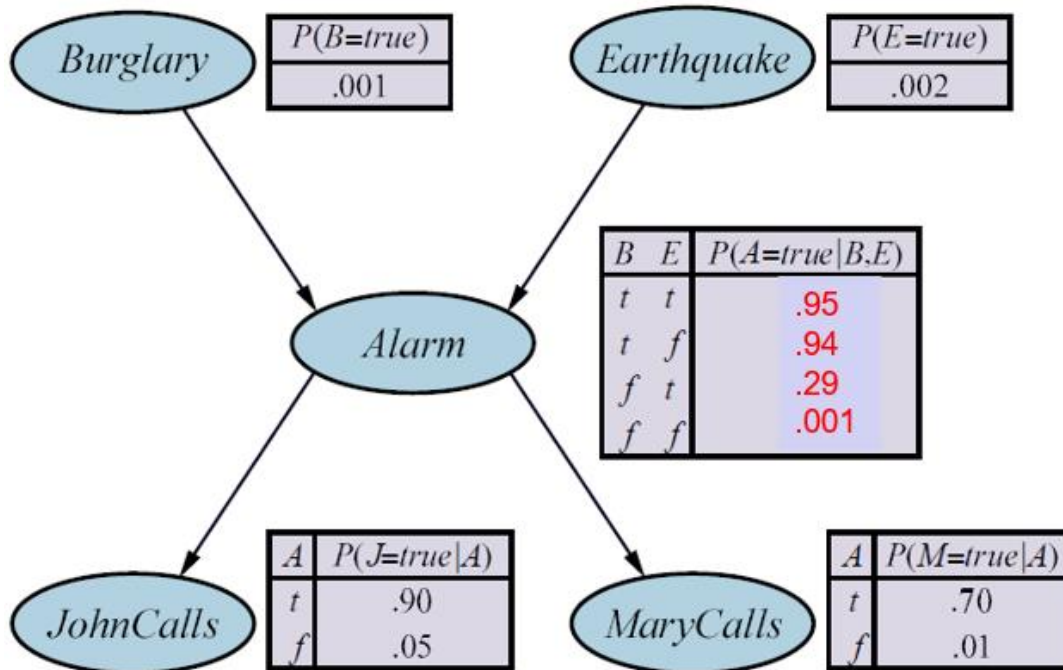 Burglary
P(B=true)
.001
Earthquake
P(E=true)
.002
Alarm
B E P(A=true|B,E)
t t .95
t f .94
f t .29
f f .001
JohnCalls
A P(J=true|A)
t .90
f .05
MaryCalls
A P(M=true|A)
t .70
f .01